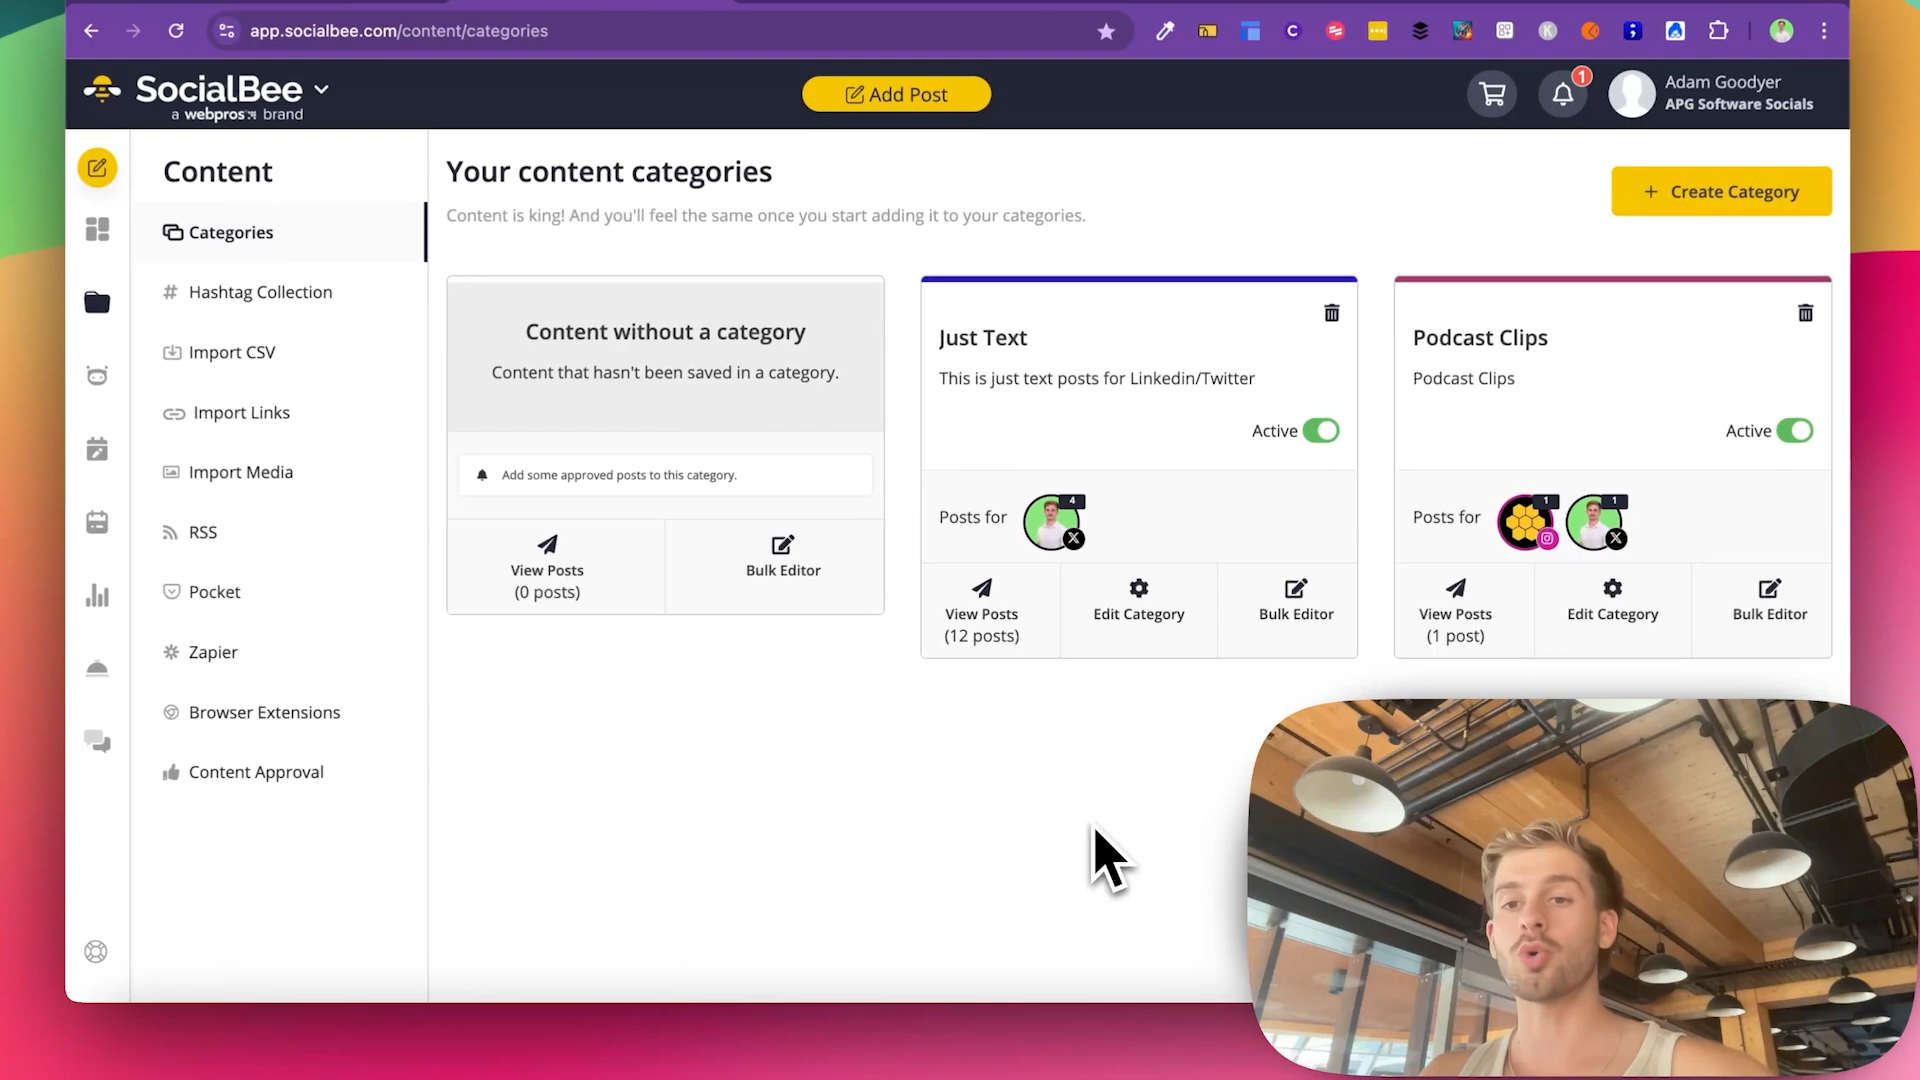 app.socialbee.com/content/categories
SocialBee
a webpros brand
Add Post
1
Adam Goodyer
APG Software Socials
Content
Categories
Hashtag Collection
Import CSV
Import Links
Import Media
RSS
Pocket
Zapier
Browser Extensions
Content Approval
Your content categories
Content is king! And you'll feel the same once you start adding it to your categories.
+ Create Category
Content without a category
Content that hasn't been saved in a category.
Add some approved posts to this category.
View Posts
(0 posts)
Bulk Editor
Just Text
This is just text posts for Linkedin/Twitter
Active
Posts for
4
View Posts
(12 posts)
Edit Category
Bulk Editor
Podcast Clips
Podcast Clips
Active
Posts for
1
1
View Posts
(1 post)
Edit Category
Bulk Editor